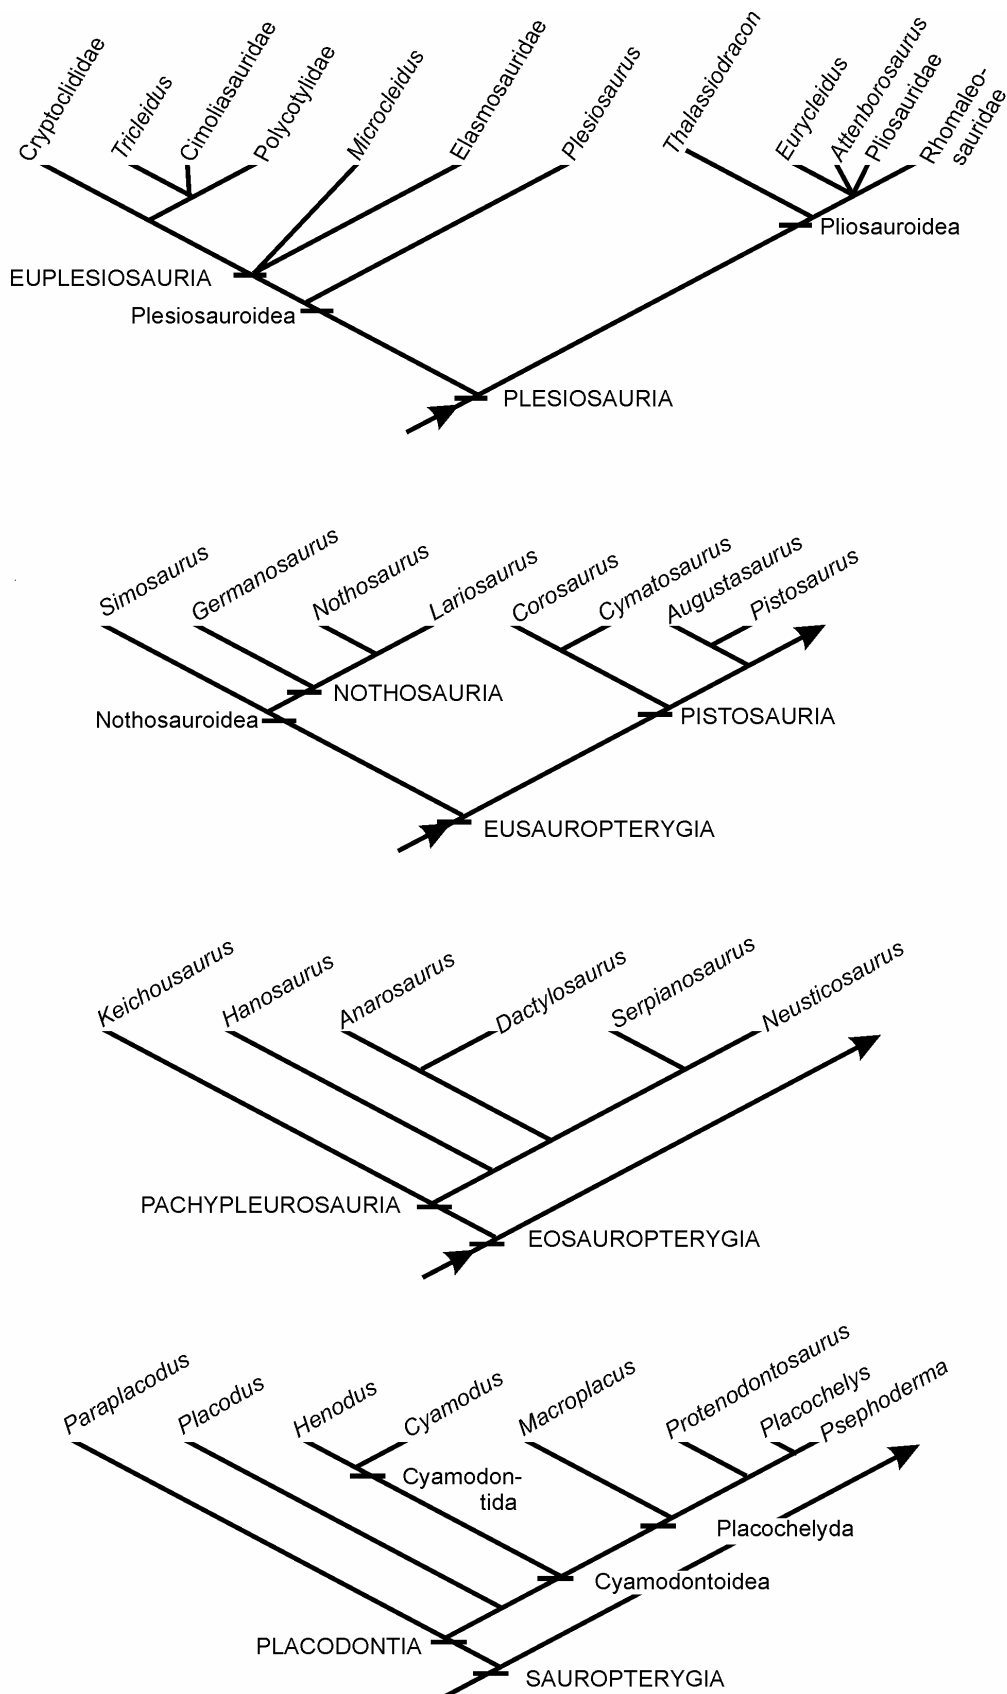 Cryptoclididae
Tricleidus
Cimoliasauridae
Polycotylidae
Microcleidus
Elasmosauridae
Plesiosaurus
Thalassiodracon
Eurycleidus
Attenborosaurus
Pliosauridae
Rhomaleo-
sauridae
Pliosauroidea
EUPLESIOSAURIA
Plesiosauroidea
PLESIOSAURIA
Simosaurus
Germanosaurus
Nothosaurus
Lariosaurus
Corosaurus
Cymatosaurus
Augustasaurus
Pistosaurus
NOTHOSAURIA
Nothosauroidea
PISTOSAURIA
EUSAUROPTERYGIA
Keichousaurus
Hanosaurus
Anarosaurus
Dactylosaurus
Serpianosaurus
Neusticosaurus
PACHYPLEUROSAURIA
EOSAUROPTERYGIA
Paraplacodus
Placodus
Henodus
Cyamodus
Macroplacus
Protenodontosaurus
Placochelys
Psephoderma
Cyamodon-
tida
Placochelyda
Cyamodontoidea
PLACODONTIA
SAUROPTERYGIA